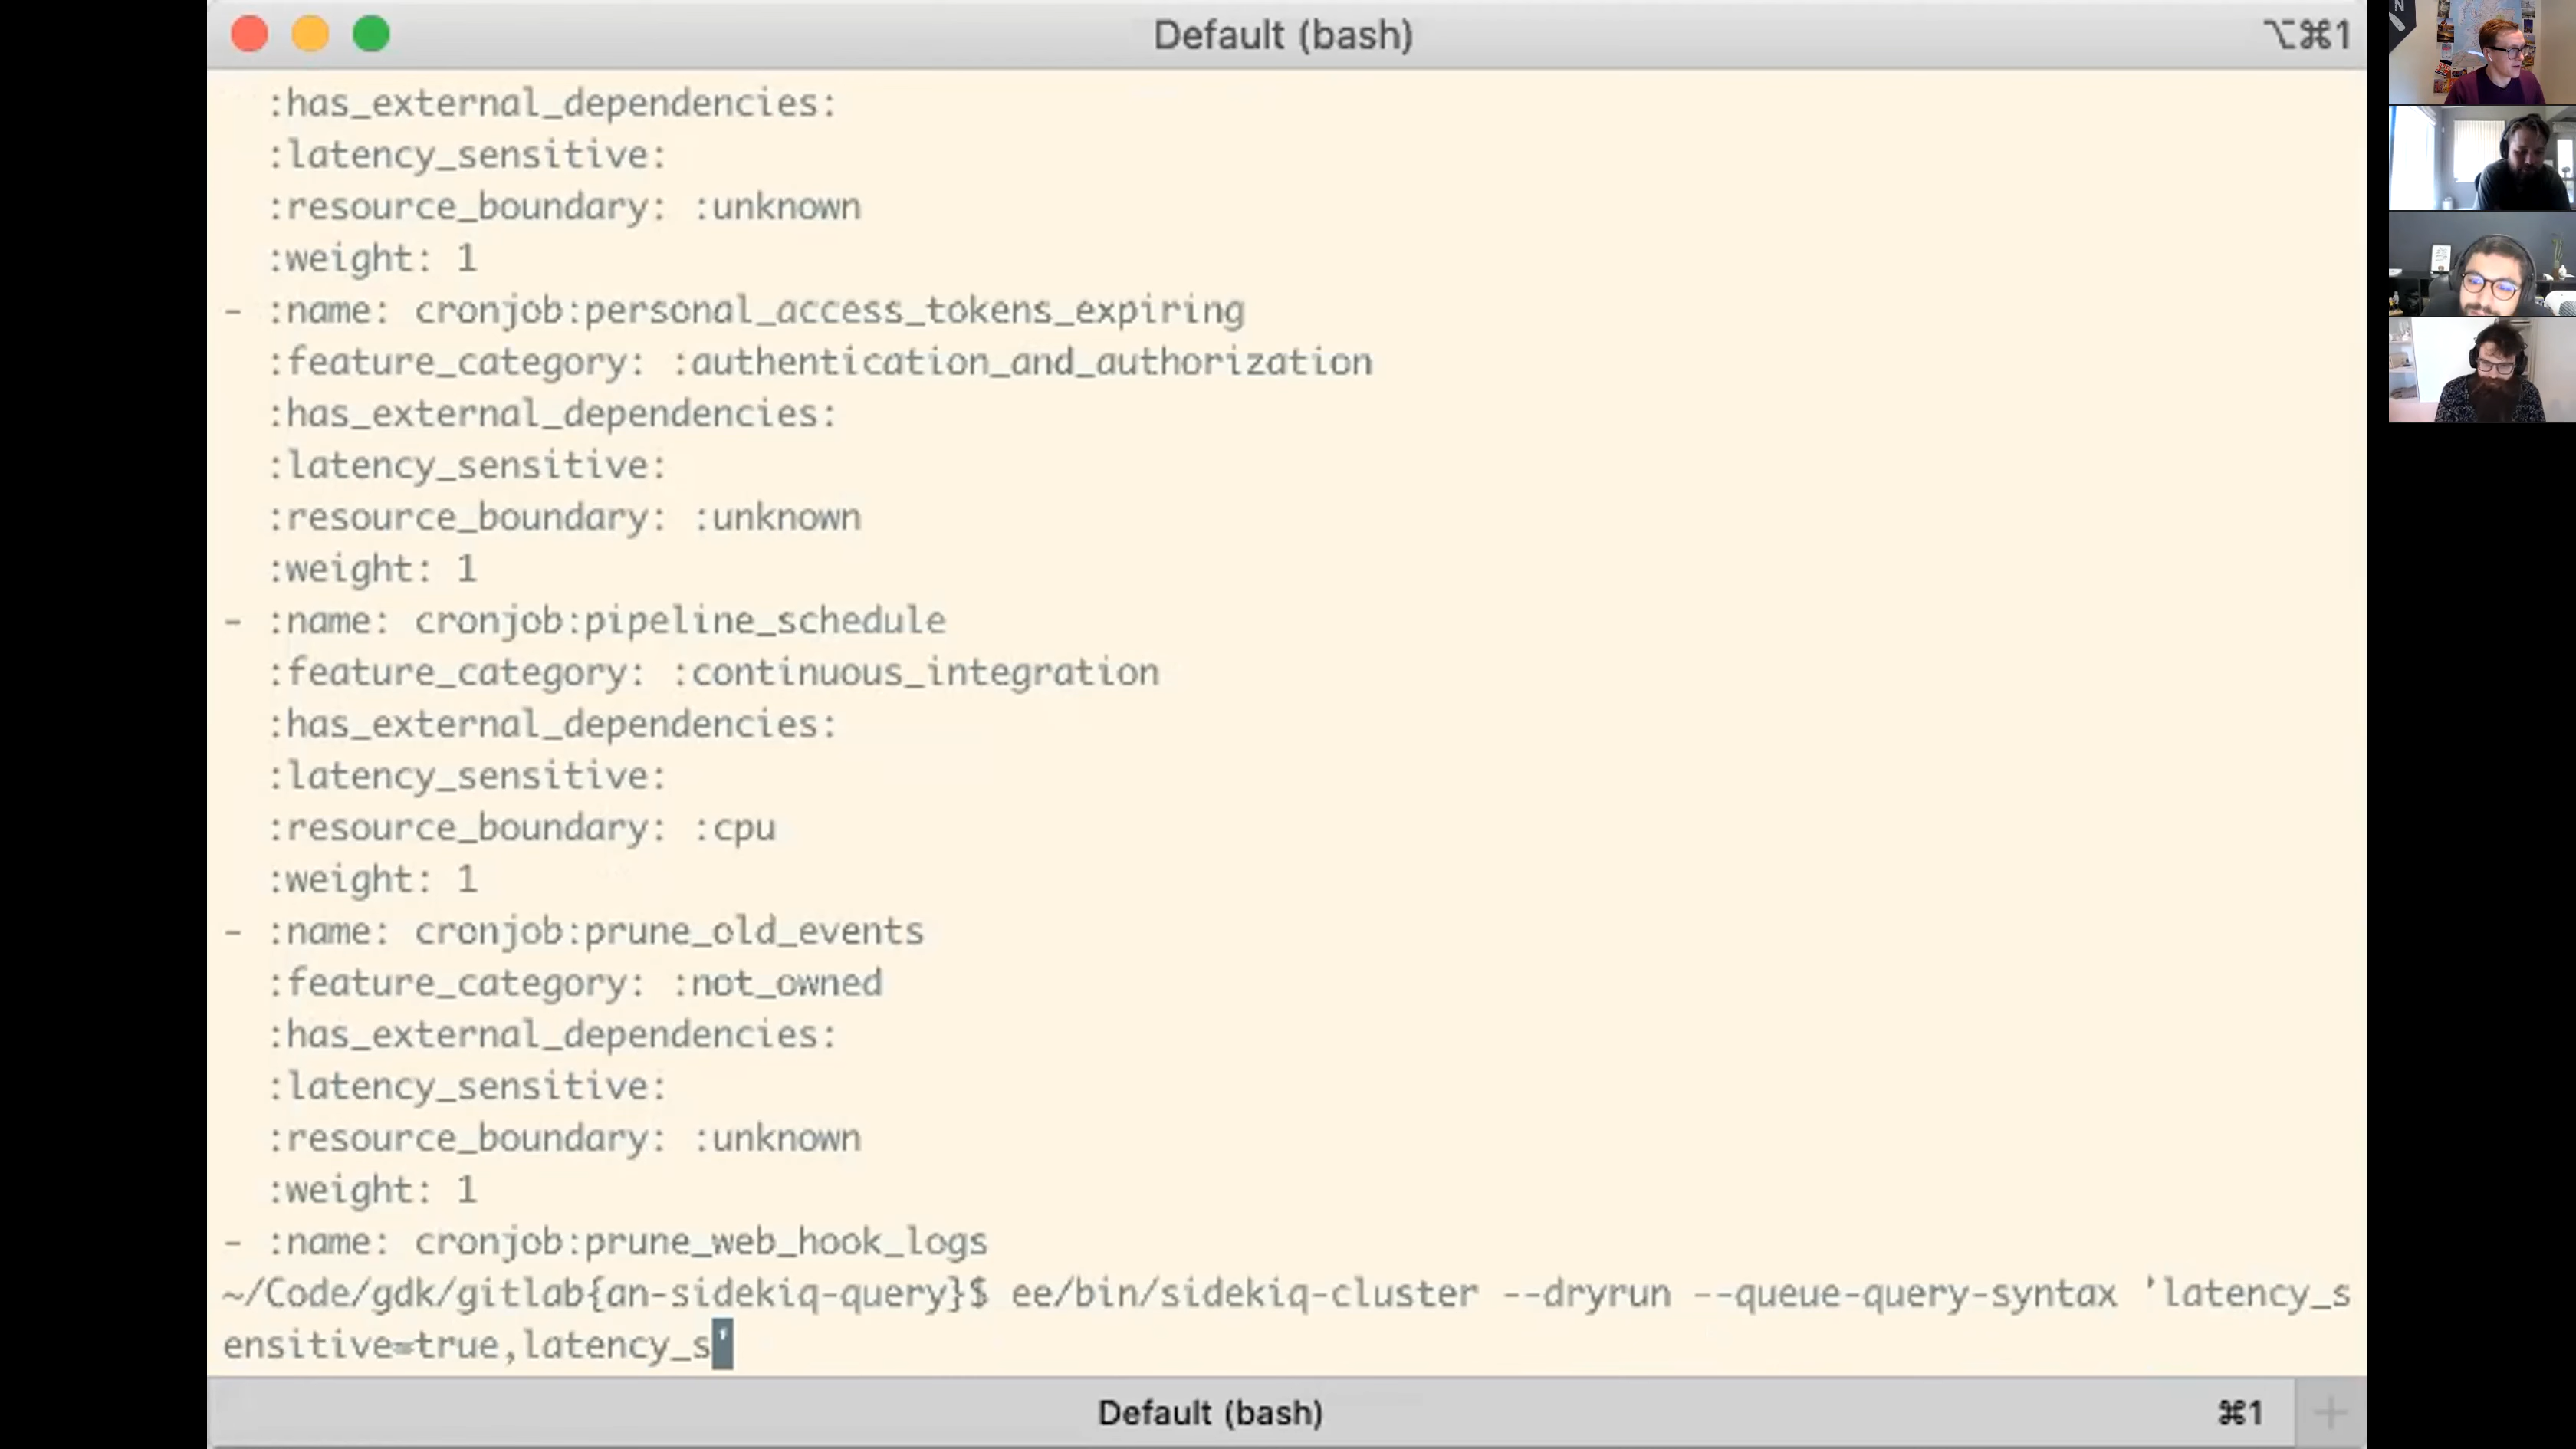 Default (bash)
⌥⌘1
N
:has_external_dependencies:
:latency_sensitive:
:resource_boundary: :unknown
:weight: 1
- :name: cronjob:personal_access_tokens_expiring
:feature_category: :authentication_and_authorization
:has_external_dependencies:
:latency_sensitive:
:resource_boundary: :unknown
:weight: 1
- :name: cronjob:pipeline_schedule
:feature_category: :continuous_integration
:has_external_dependencies:
:latency_sensitive:
:resource_boundary: :cpu
:weight: 1
- :name: cronjob:prune_old_events
:feature_category: :not_owned
:has_external_dependencies:
:latency_sensitive:
:resource_boundary: :unknown
:weight: 1
- :name: cronjob:prune_web_hook_logs
~/Code/gdk/gitlab{an-sidekiq-query}$ ee/bin/sidekiq-cluster --dryrun --queue-query-syntax 'latency_s
ensitive=true,latency_s'
Default (bash)
⌘1